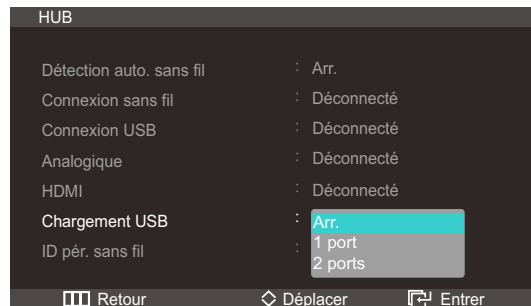 HUB
Détection auto. sans fil : Arr.
Connexion sans fil : Déconnecté
Connexion USB : Déconnecté
Analogique : Déconnecté
HDMI : Déconnecté
Chargement USB : Arr.
1 port
ID pér. sans fil :
2 ports
Retour Déplacer Entrer